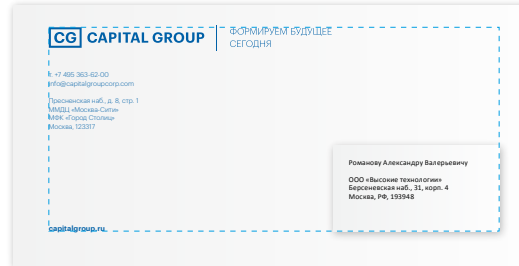 CG CAPITAL GROUP
ФОРМИРУЕМ БУДУЩЕЕ
СЕГОДНЯ
т. +7 495 363-62-00
info@capitalgroupcorp.com
Пресненская наб., д. 8, стр. 1
ММДЦ «Москва-Сити»
МФК «Город Столиц»
Москва, 123317
Романову Александру Валерьевичу
ООО «Высокие технологии»
Берсеневская наб., 31, корп. 4
Москва, РФ, 193948
capitalgroup.ru